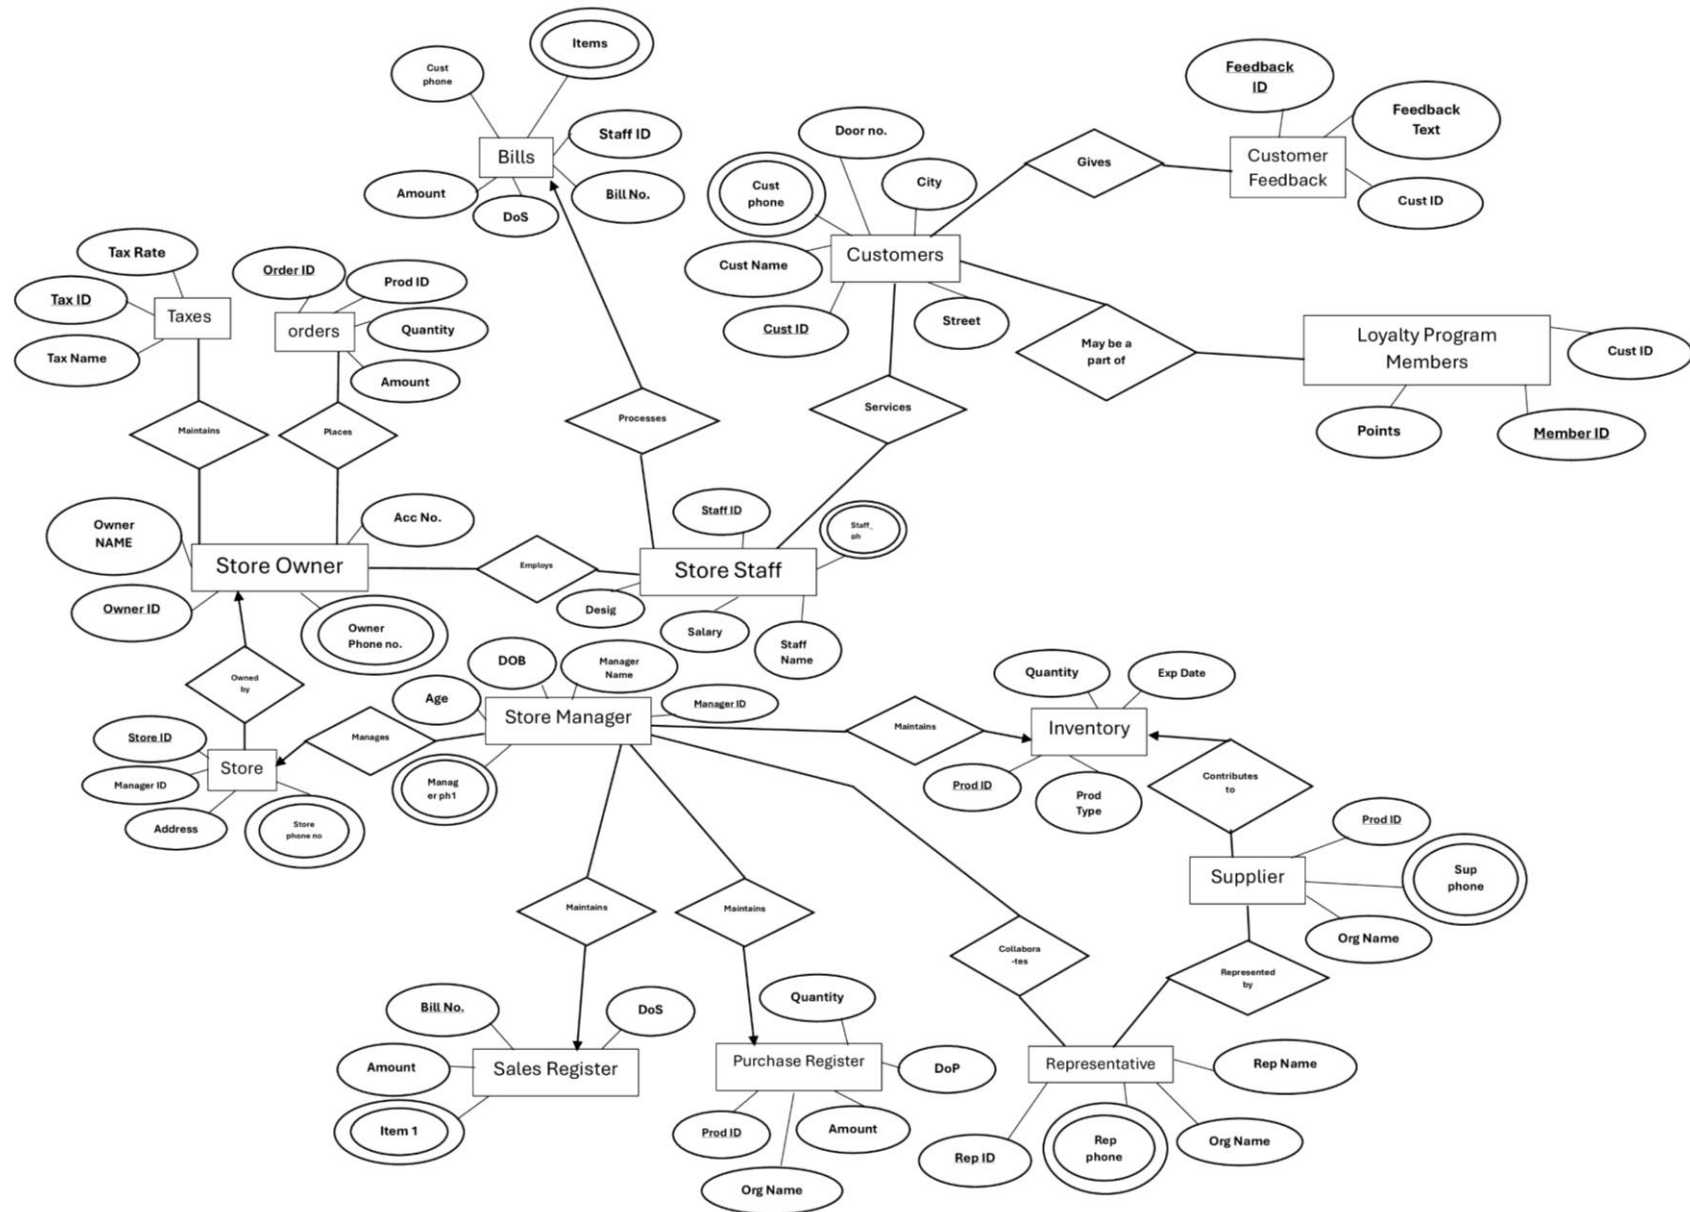 Items
Cust
phone
Feedback
ID
Feedback
Text
Staff ID
Door no.
Bills
Customer
Feedback
Gives
Cust
phone
City
Amount
Bill No.
DoS
Cust ID
Tax Rate
Cust Name
Customers
Order ID
Prod ID
Tax ID
Taxes
orders
Quantity
Cust ID
Street
Tax Name
Amount
May be a
part of
Loyalty Program
Members
Cust ID
Maintains
Places
Processes
Services
Points
Member ID
Owner
NAME
Acc No.
Staff ID
Staff_
ph
Store Owner
Employs
Store Staff
Owner ID
Owner
Phone no.
Desig
Salary
Staff
Name
Owned
by
DOB
Manager
Name
Quantity
Exp Date
Age
Manager ID
Store Manager
Maintains
Inventory
Store ID
Manages
Store
Manager ID
Manag
er ph1
Prod ID
Prod
Type
Contributes
to
Address
Store
phone no
Prod ID
Supplier
Sup
phone
Org Name
Maintains
Maintains
Collabora
-tes
Represented
by
Bill No.
DoS
Quantity
Amount
Sales Register
Purchase Register
DoP
Representative
Rep Name
Item 1
Prod ID
Amount
Org Name
Rep ID
Rep
phone
Org Name